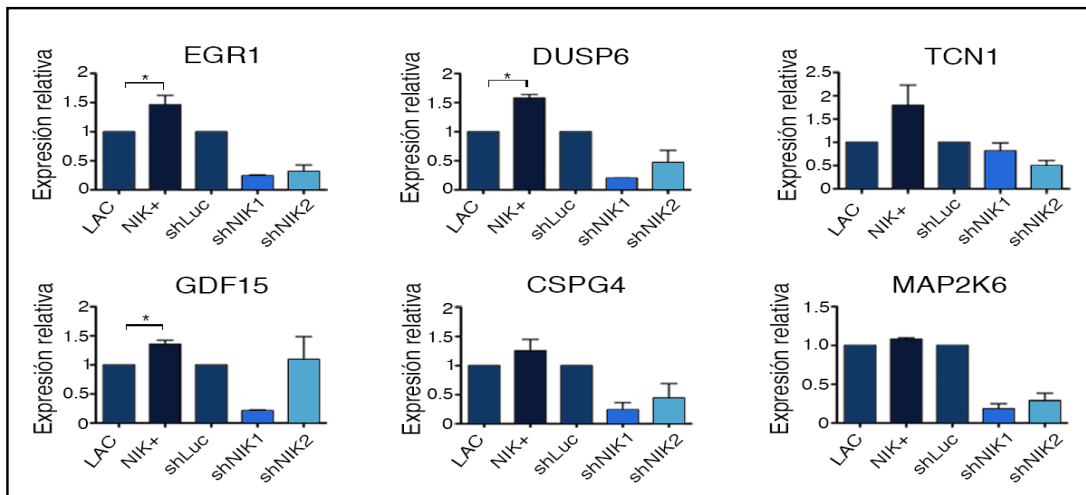 EGR1
Expresión relativa
2
1.5
1
0.5
0
*
LAC
NIK+
shLuc
shNIK1
shNIK2
DUSP6
Expresión relativa
2
1.5
1
0.5
0
*
LAC
NIK+
shLuc
shNIK1
shNIK2
TCN1
Expresión relativa
2.5
2
1.5
1
0.5
0
LAC
NIK+
shLuc
shNIK1
shNIK2
GDF15
Expresión relativa
2
1.5
1
0.5
0
*
LAC
NIK+
shLuc
shNIK1
shNIK2
CSPG4
Expresión relativa
2
1.5
1
0.5
0
LAC
NIK+
shLuc
shNIK1
shNIK2
MAP2K6
Expresión relativa
1.5
1.0
0.5
0
LAC
NIK+
shLuc
shNIK1
shNIK2